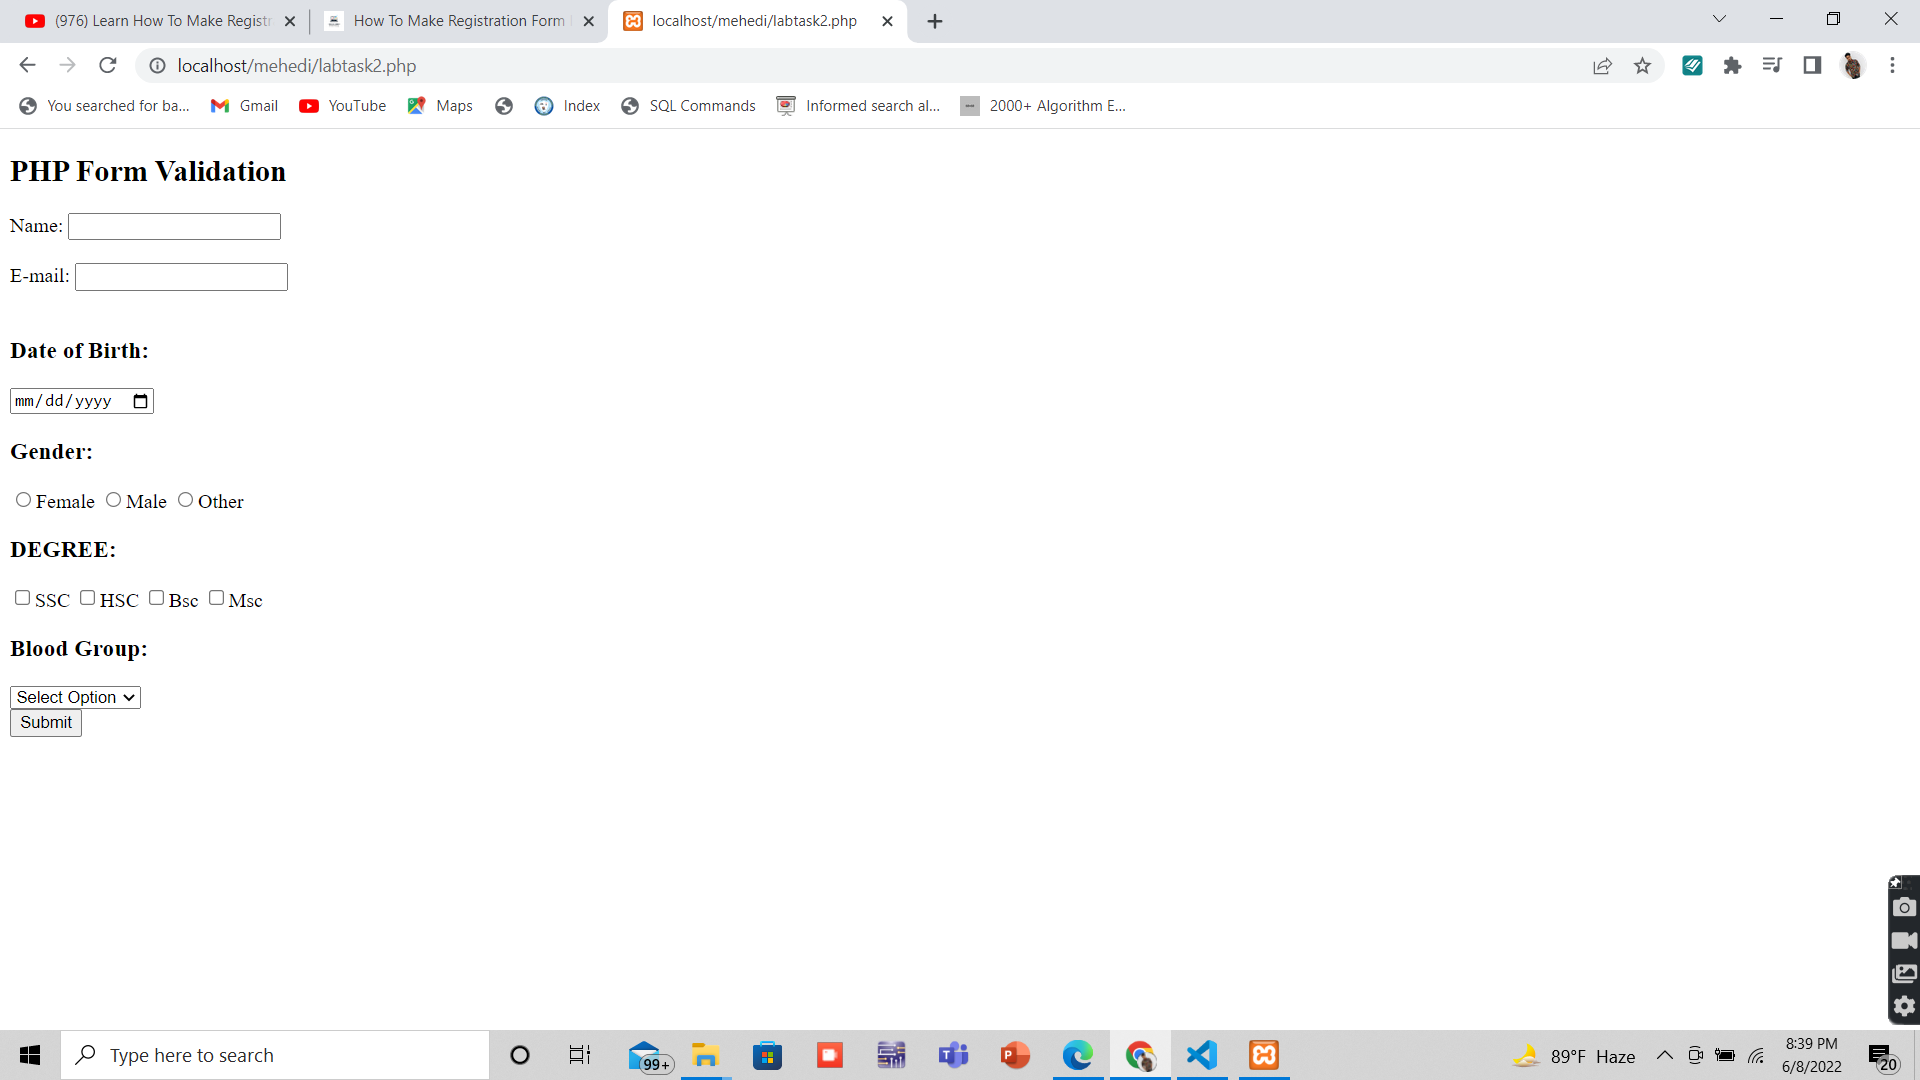 (976) Learn How To Make Regist
How To Make Registration Form
localhost/mehedi/labtask2.php
localhost/mehedi/labtask2.php
You searched for ba...
Gmail
YouTube
Maps
Index
SQL Commands
Informed search al...
2000+ Algorithm E...
PHP Form Validation
Name:
E-mail:
Date of Birth:
mm/dd/yyyy
Gender:
Female Male Other
DEGREE:
SSC HSC Bsc Msc
Blood Group:
Select Option
Submit
Type here to search
99+
89°F Haze
8:39 PM
6/8/2022
20